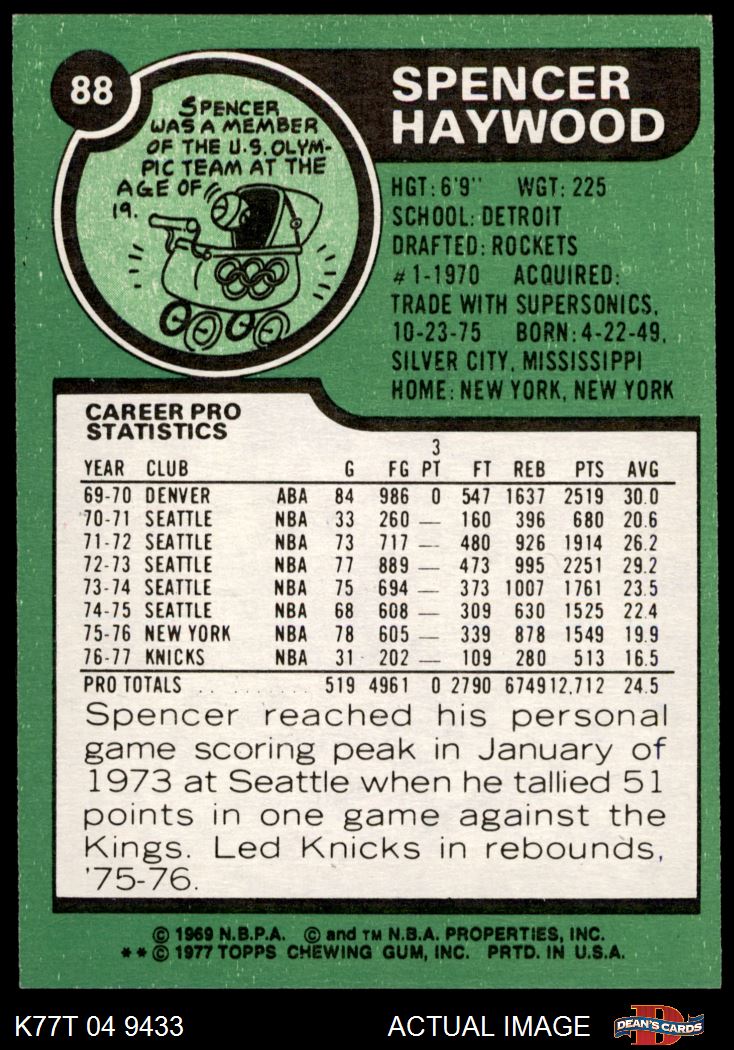 88
SPENCER
WAS A MEMBER
OF THE U.S. OLYM-
PIC TEAM AT THE
AGE OF
19.
SPENCER
HAYWOOD
HGT: 6'9" WGT: 225
SCHOOL: DETROIT
DRAFTED: ROCKETS
#1-1970 ACQUIRED:
TRADE WITH SUPERSONICS,
10-23-75 BORN: 4-22-49,
SILVER CITY, MISSISSIPPI
HOME: NEW YORK, NEW YORK
CAREER PRO
STATISTICS
YEAR CLUB G FG 3 PT FT REB PTS AVG
69-70 DENVER ABA 84 986 0 547 1637 2519 30.0
70-71 SEATTLE NBA 33 260 — 160 396 680 20.6
71-72 SEATTLE NBA 73 717 — 480 926 1914 26.2
72-73 SEATTLE NBA 77 889 — 473 995 2251 29.2
73-74 SEATTLE NBA 75 694 — 373 1007 1761 23.5
74-75 SEATTLE NBA 68 608 — 309 630 1525 22.4
75-76 NEW YORK NBA 78 605 — 339 878 1549 19.9
76-77 KNICKS NBA 31 202 — 109 280 513 16.5
PRO TOTALS . . . . . . . . . . 519 4961 0 2790 6749 12,712 24.5
Spencer reached his personal
game scoring peak in January of
1973 at Seattle when he tallied 51
points in one game against the
Kings. Led Knicks in rebounds,
'75-76.
© 1969 N.B.P.A. © and TM N.B.A. PROPERTIES, INC.
**© 1977 TOPPS CHEWING GUM, INC. PRTD. IN U.S.A.
K77T 04 9433 ACTUAL IMAGE
D
DEAN'S CARDS